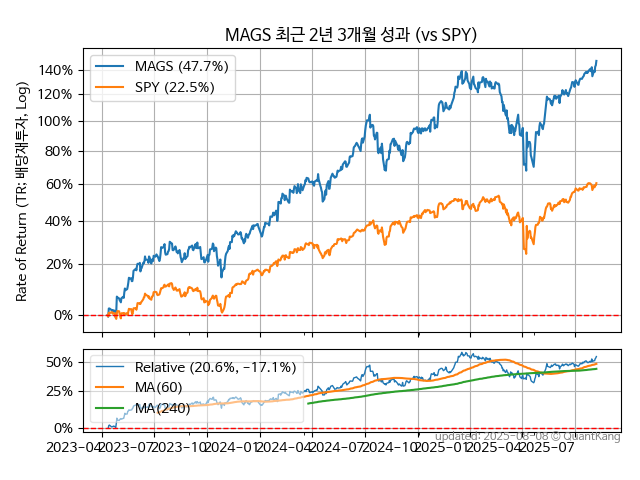 MAGS 최근 2년 3개월 성과 (vs SPY)
MAGS (47.7%)
SPY (22.5%)
Rate of Return (TR: 배당재투자, Log)
140%
120%
100%
80%
60%
40%
20%
0%
Relative (20.6%, -17.1%)
MA(60)
MA(240)
50%
25%
0%
2023-04 2023-07 2023-10 2024-01 2024-04 2024-07 2024-10 2025-01 2025-04 2025-07
updated: 2025-08-08 © QuantKang